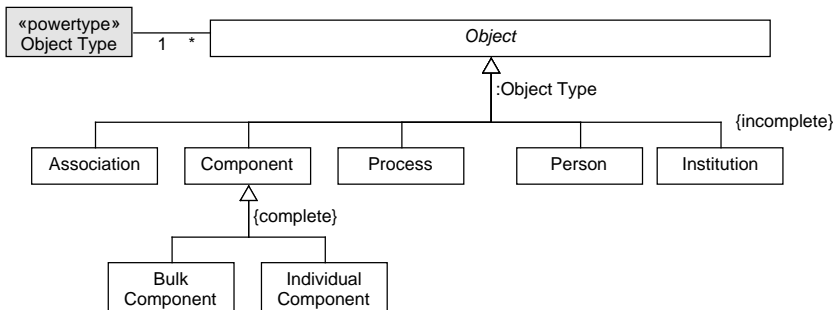 «powertype»
Object Type
1 *
Object
:Object Type
{incomplete}
Association
Component
Process
Person
Institution
{complete}
Bulk
Component
Individual
Component